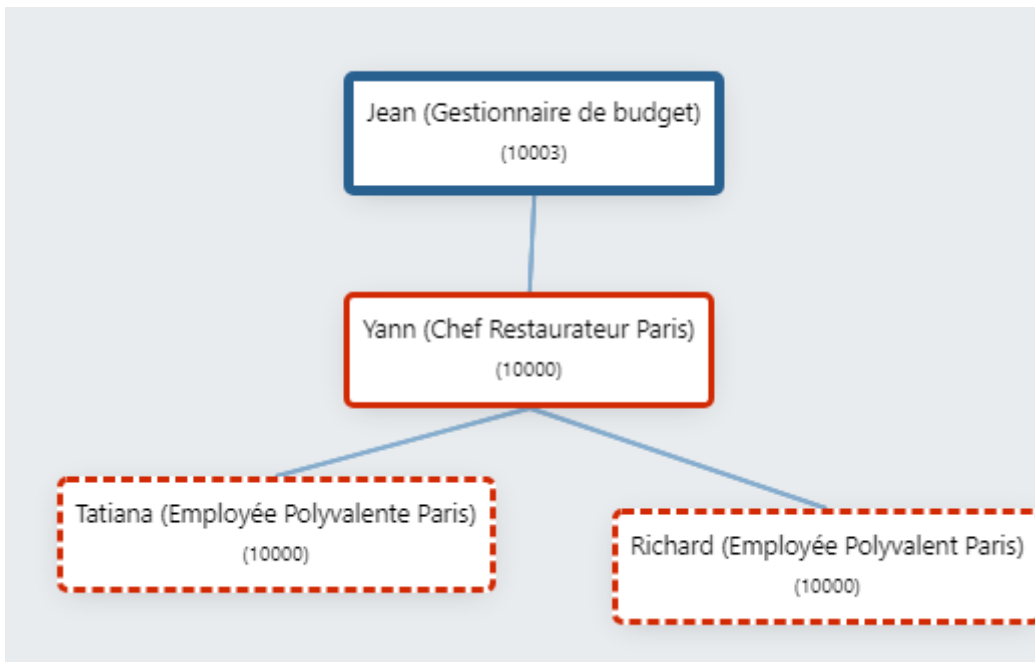 Jean (Gestionnaire de budget)
(10003)
Yann (Chef Restaurateur Paris)
(10000)
Tatiana (Employée Polyvalente Paris)
(10000)
Richard (Employée Polyvalent Paris)
(10000)